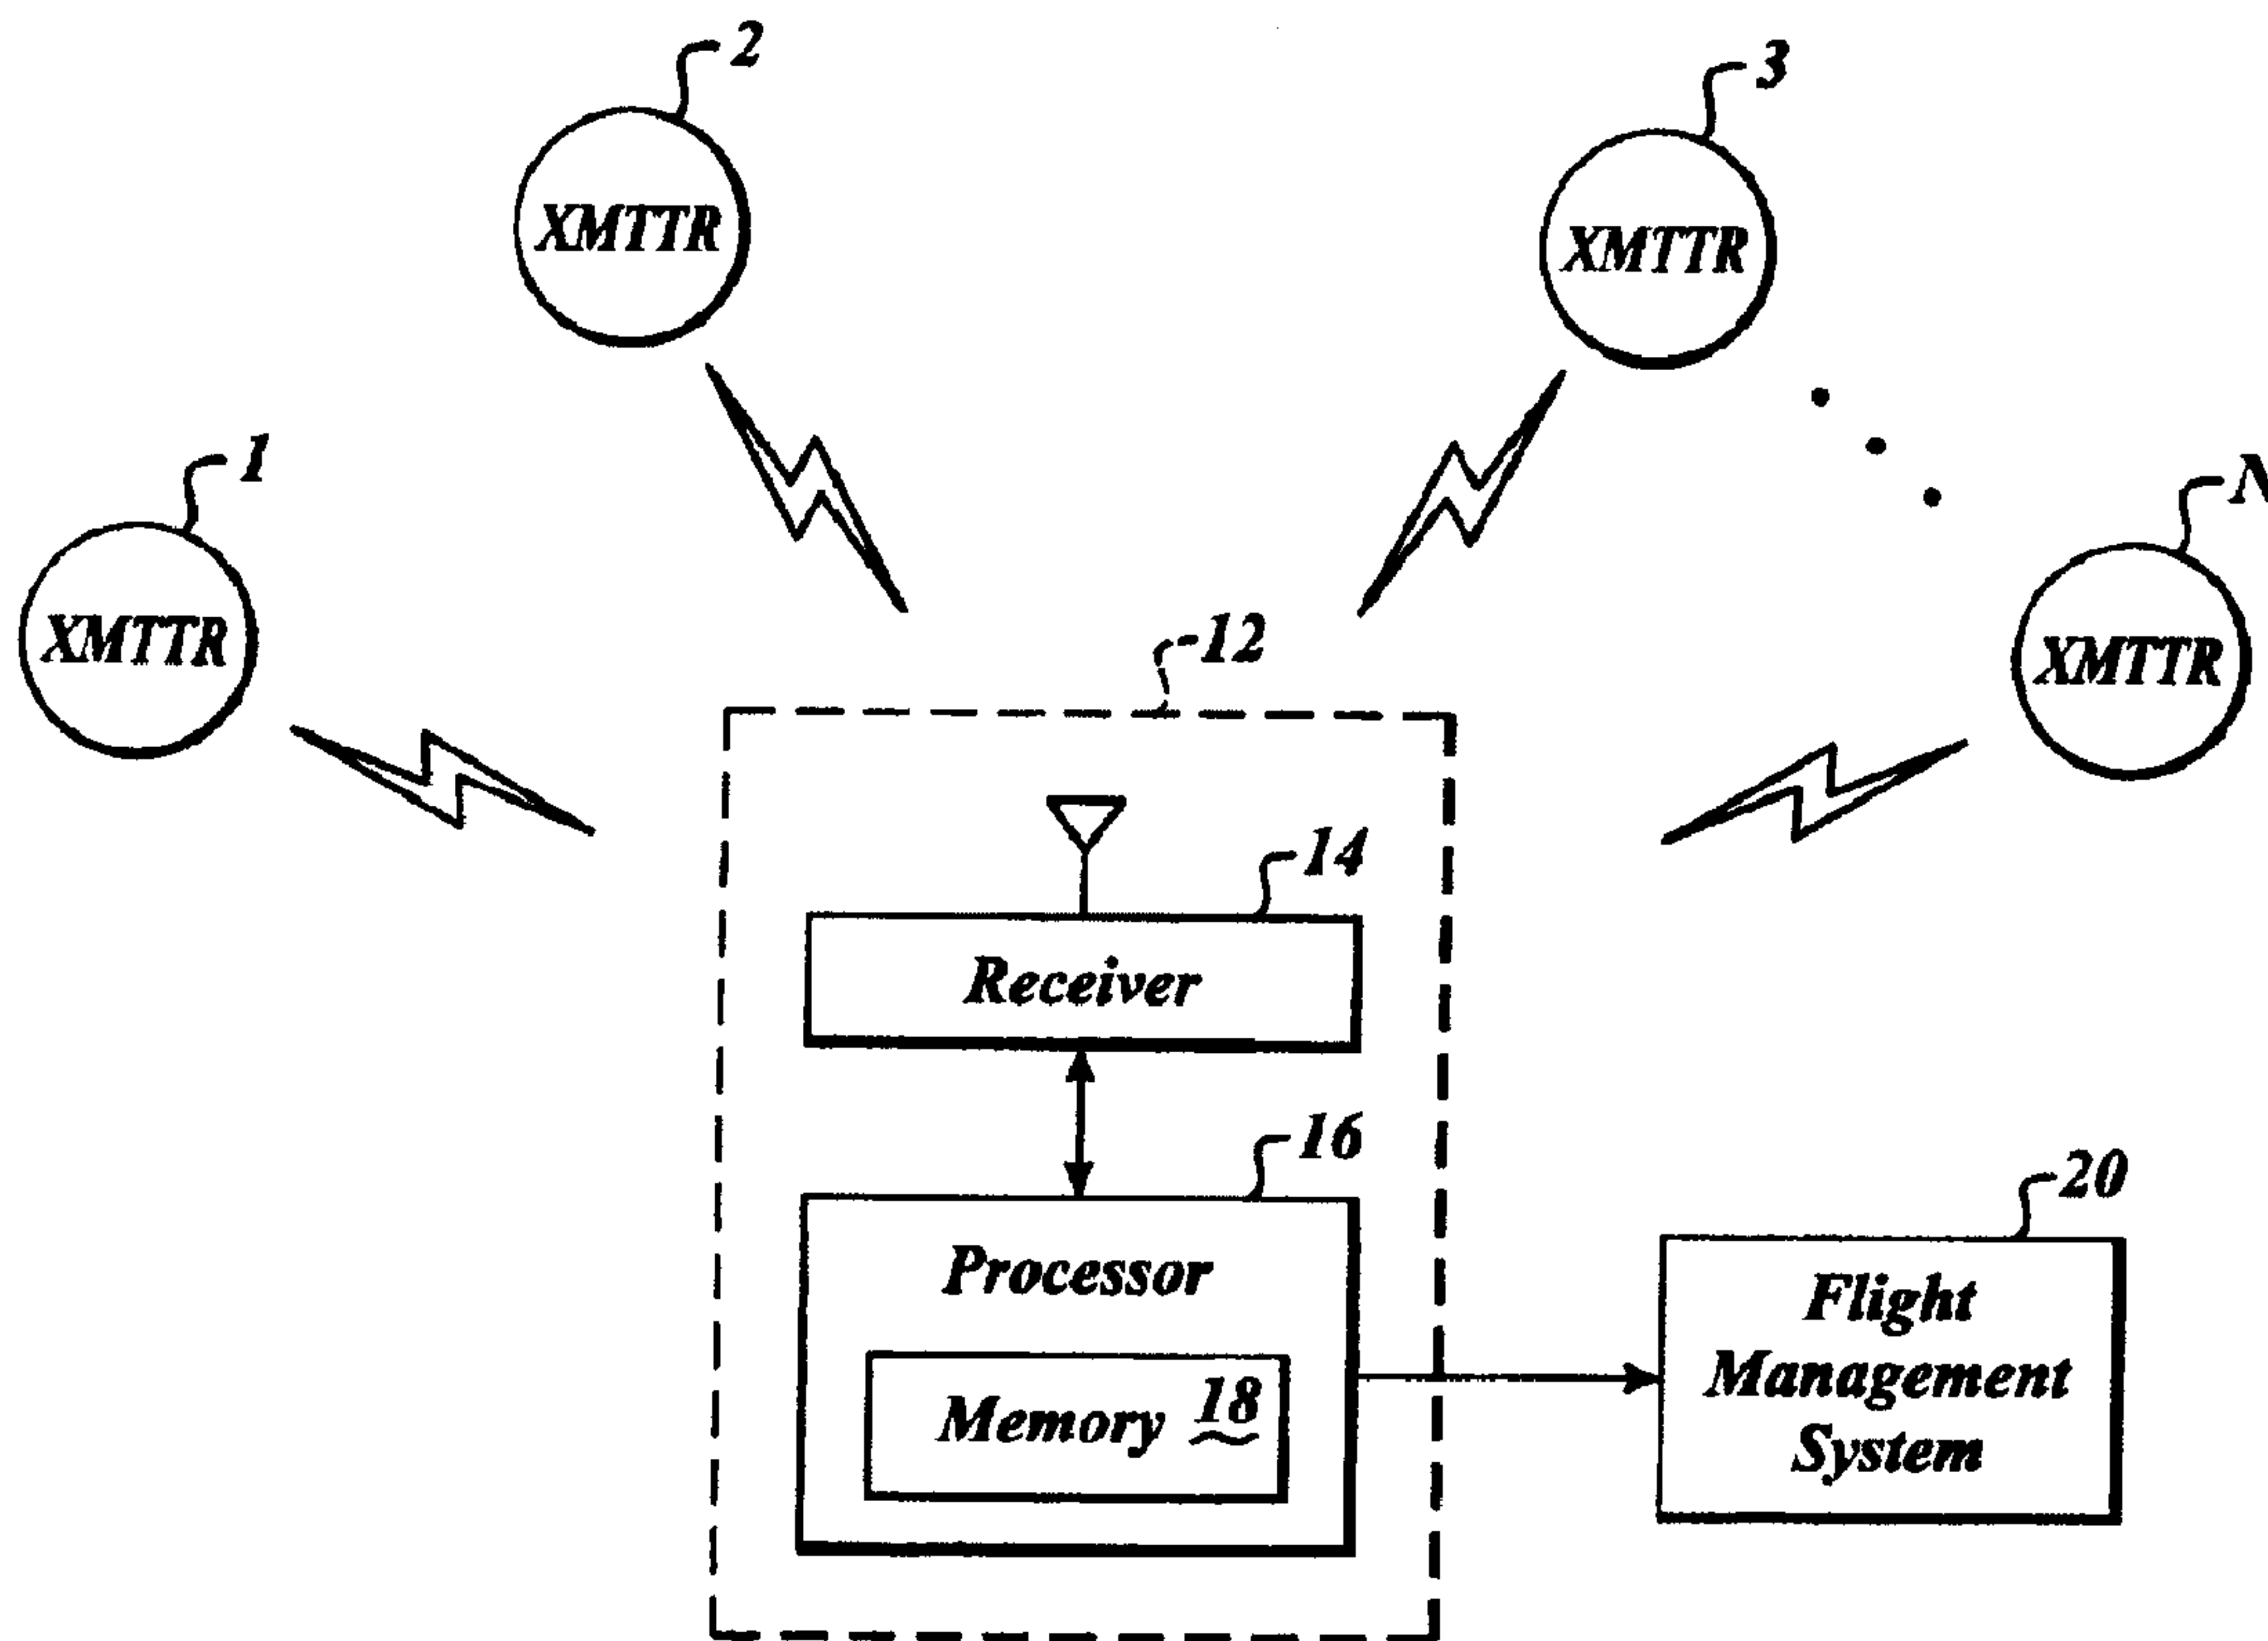 2
3
1
N
XMTTR
XMTTR
XMTTR
XMTTR
12
14
Receiver
16
Processor
Memory 18
20
Flight
Management
System